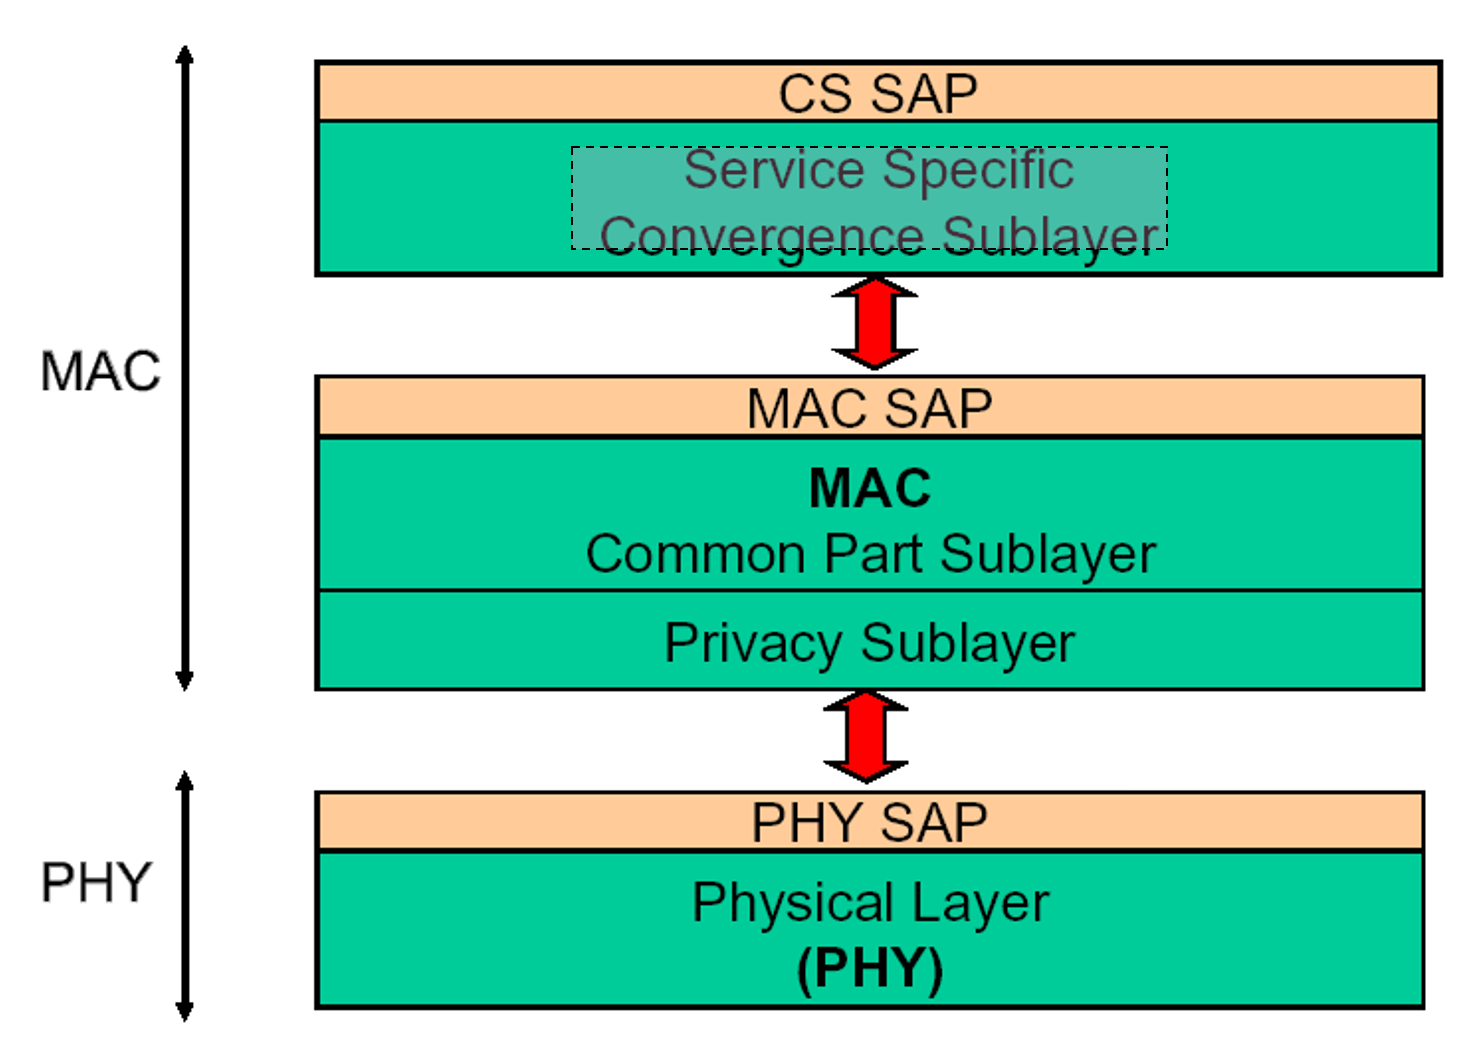 CS SAP
Service Specific
Convergence Sublayer
MAC
MAC SAP
MAC
Common Part Sublayer
Privacy Sublayer
PHY SAP
PHY
Physical Layer
(PHY)